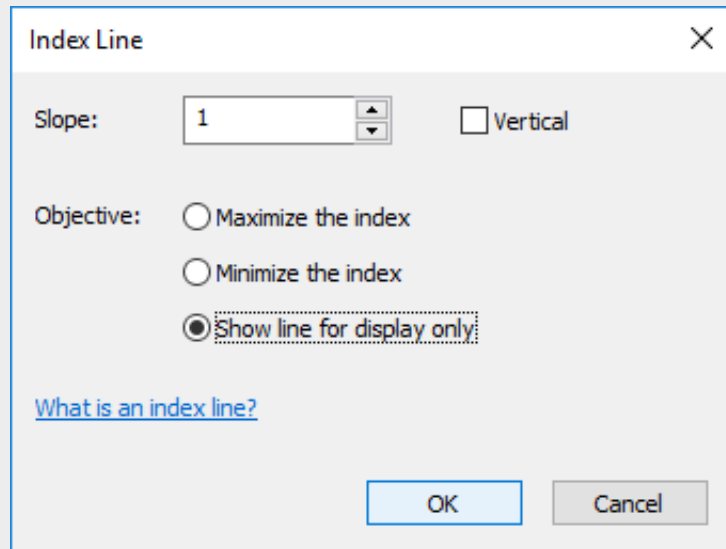 Index Line
Slope: 1 Vertical
Objective: Maximize the index
Minimize the index
Show line for display only
What is an index line?
OK Cancel